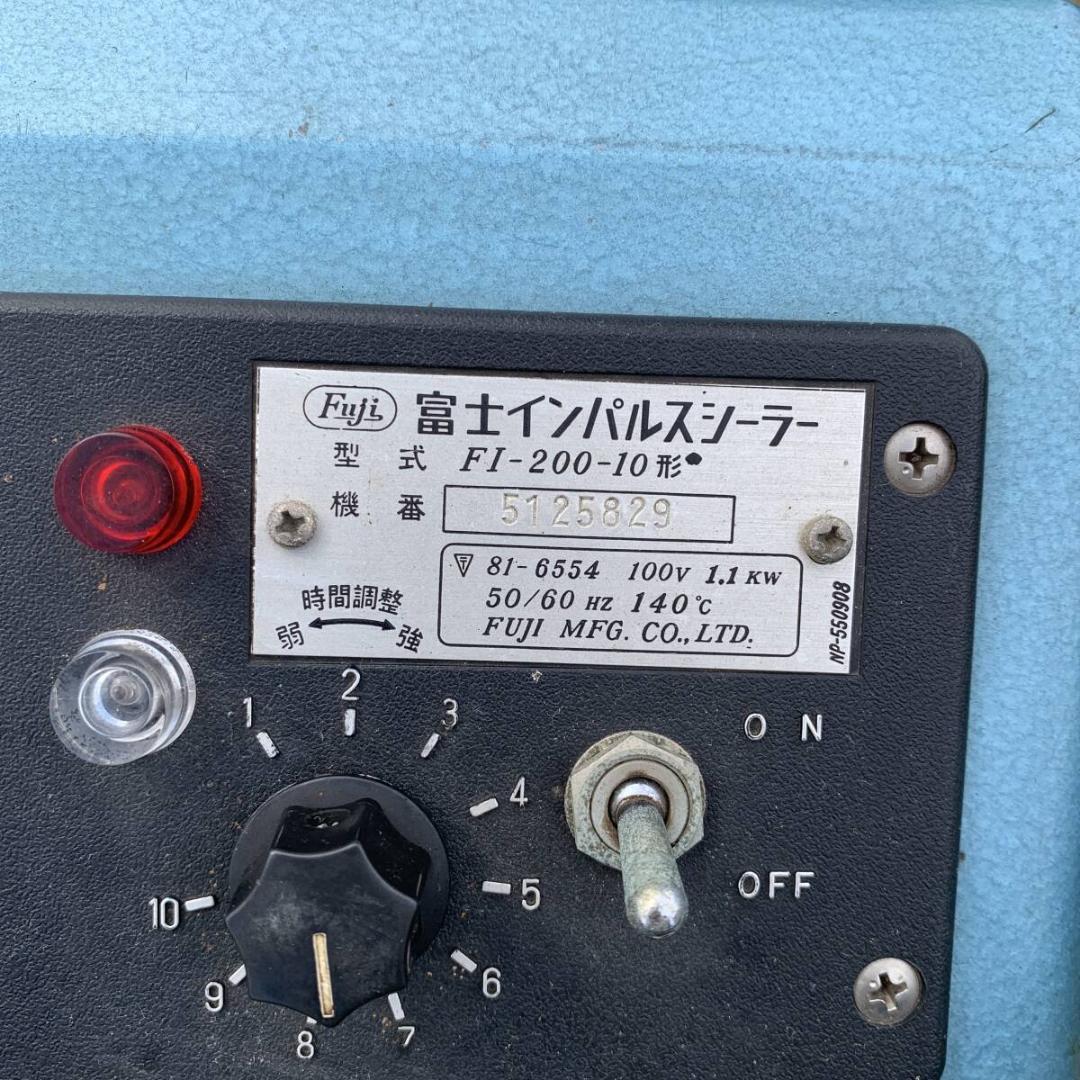 Fuji 富士インパルスシーラー
型式 FI-200-10形
機番 5125829
81-6554 100V 1.1KW
50/60 HZ 140℃
FUJI MFG. CO.,LTD.
時間調整
弱 強
NP-550908
1
2
3
4
5
6
7
8
9
10
ON
OFF